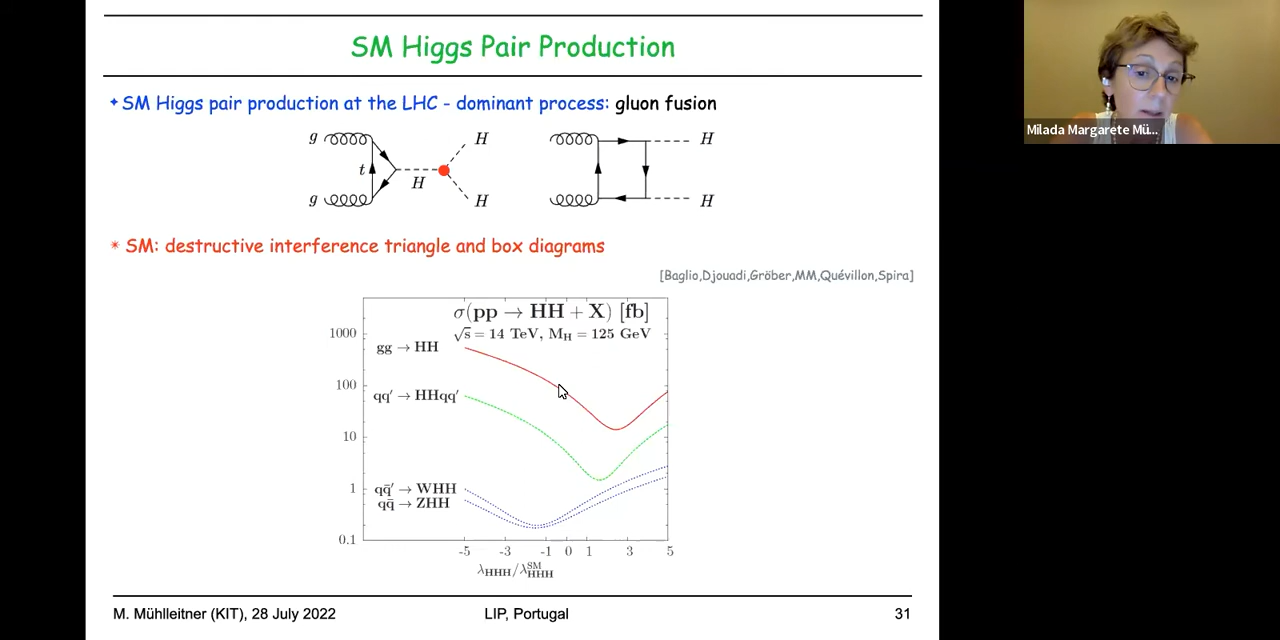 SM Higgs Pair Production
✦ SM Higgs pair production at the LHC - dominant process: gluon fusion
g
H
t
H
g
H
H
H
* SM: destructive interference triangle and box diagrams
[Baglio,Djouadi,Gröber,MM,Quévillon,Spira]
σ(pp → HH + X) [fb]
√s = 14 TeV, M_H = 125 GeV
1000
gg → HH
100
qq′ → HHqq′
10
1
qq̄′ → WHH
qq̄ → ZHH
0.1
-5 -3 -1 0 1 3 5
λ_HHH/λ^SM_HHH
M. Mühlleitner (KIT), 28 July 2022 LIP, Portugal 31
Milada Margarete Mü...